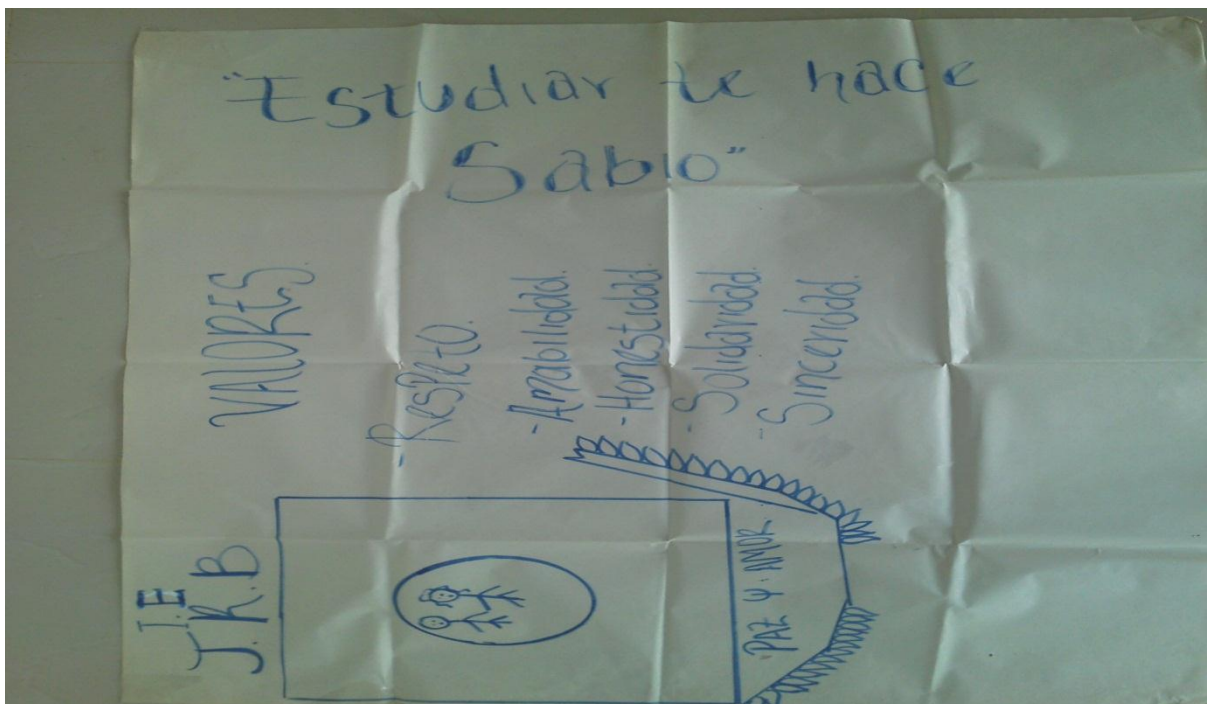 "Estudiar te hace
Sabio"
VALORES.
-Respeto.
-Amabilidad.
-Honestidad.
-Solidaridad.
-Sinceridad.
I.E
J.R.B
·PAZ Y·AMOR·